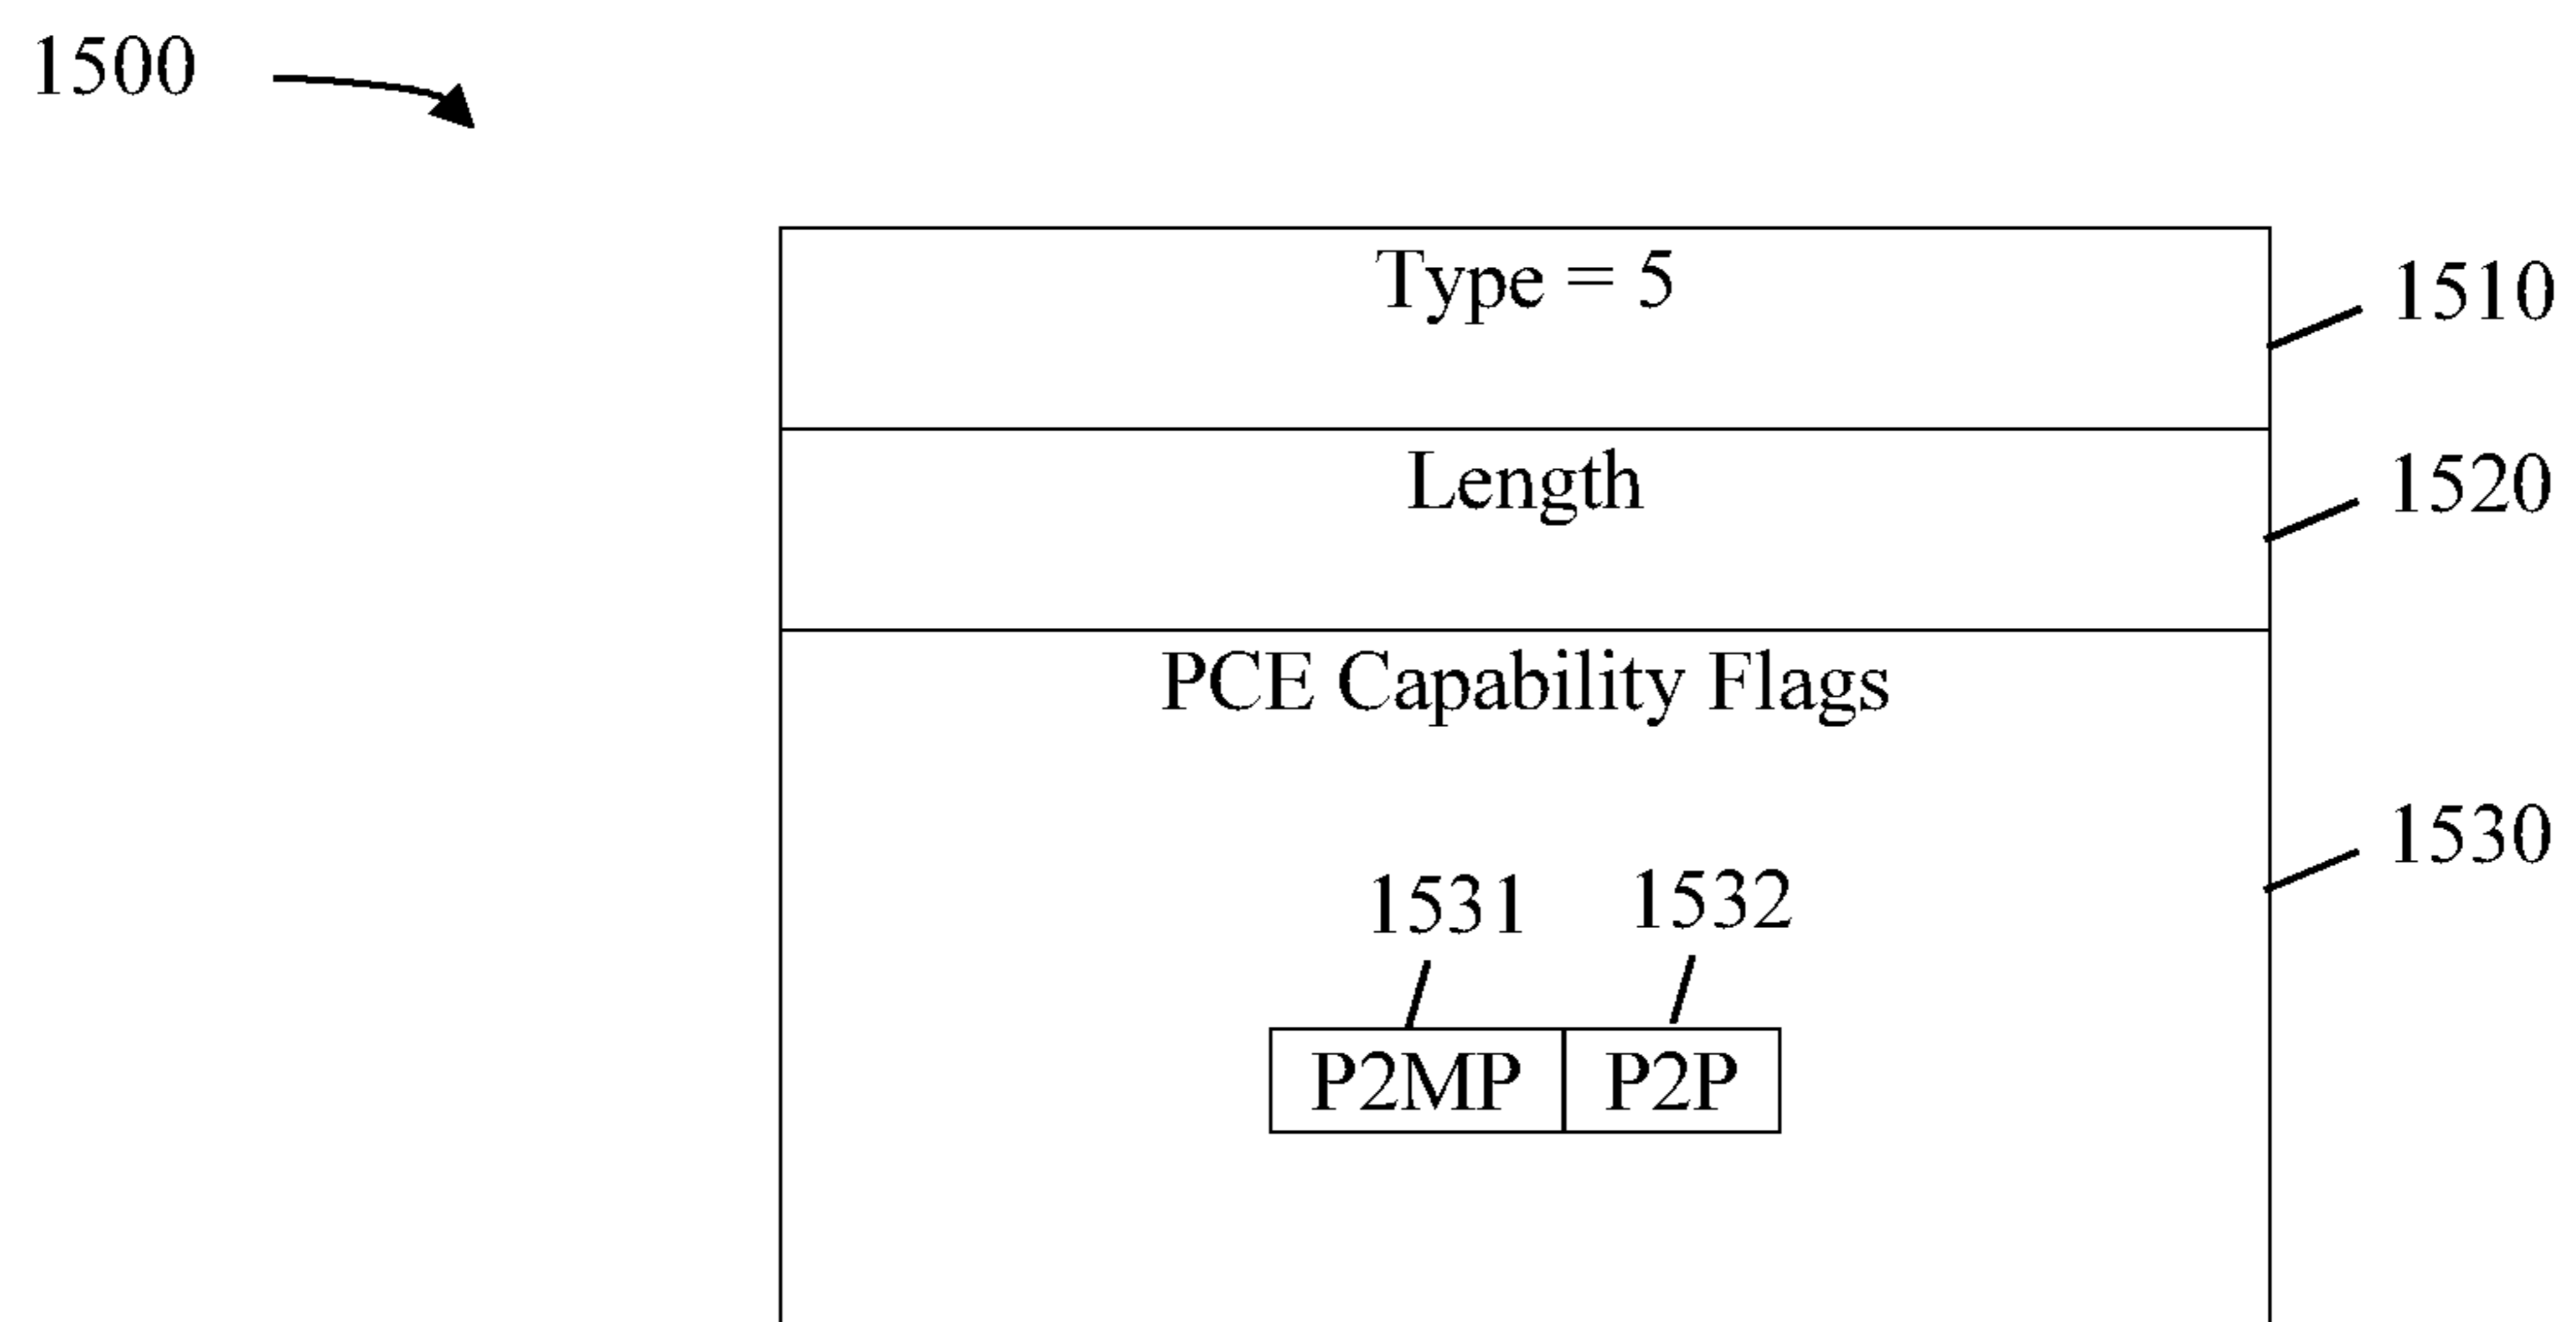 1500
Type = 5
1510
Length
1520
PCE Capability Flags
1530
1531 1532
P2MP P2P